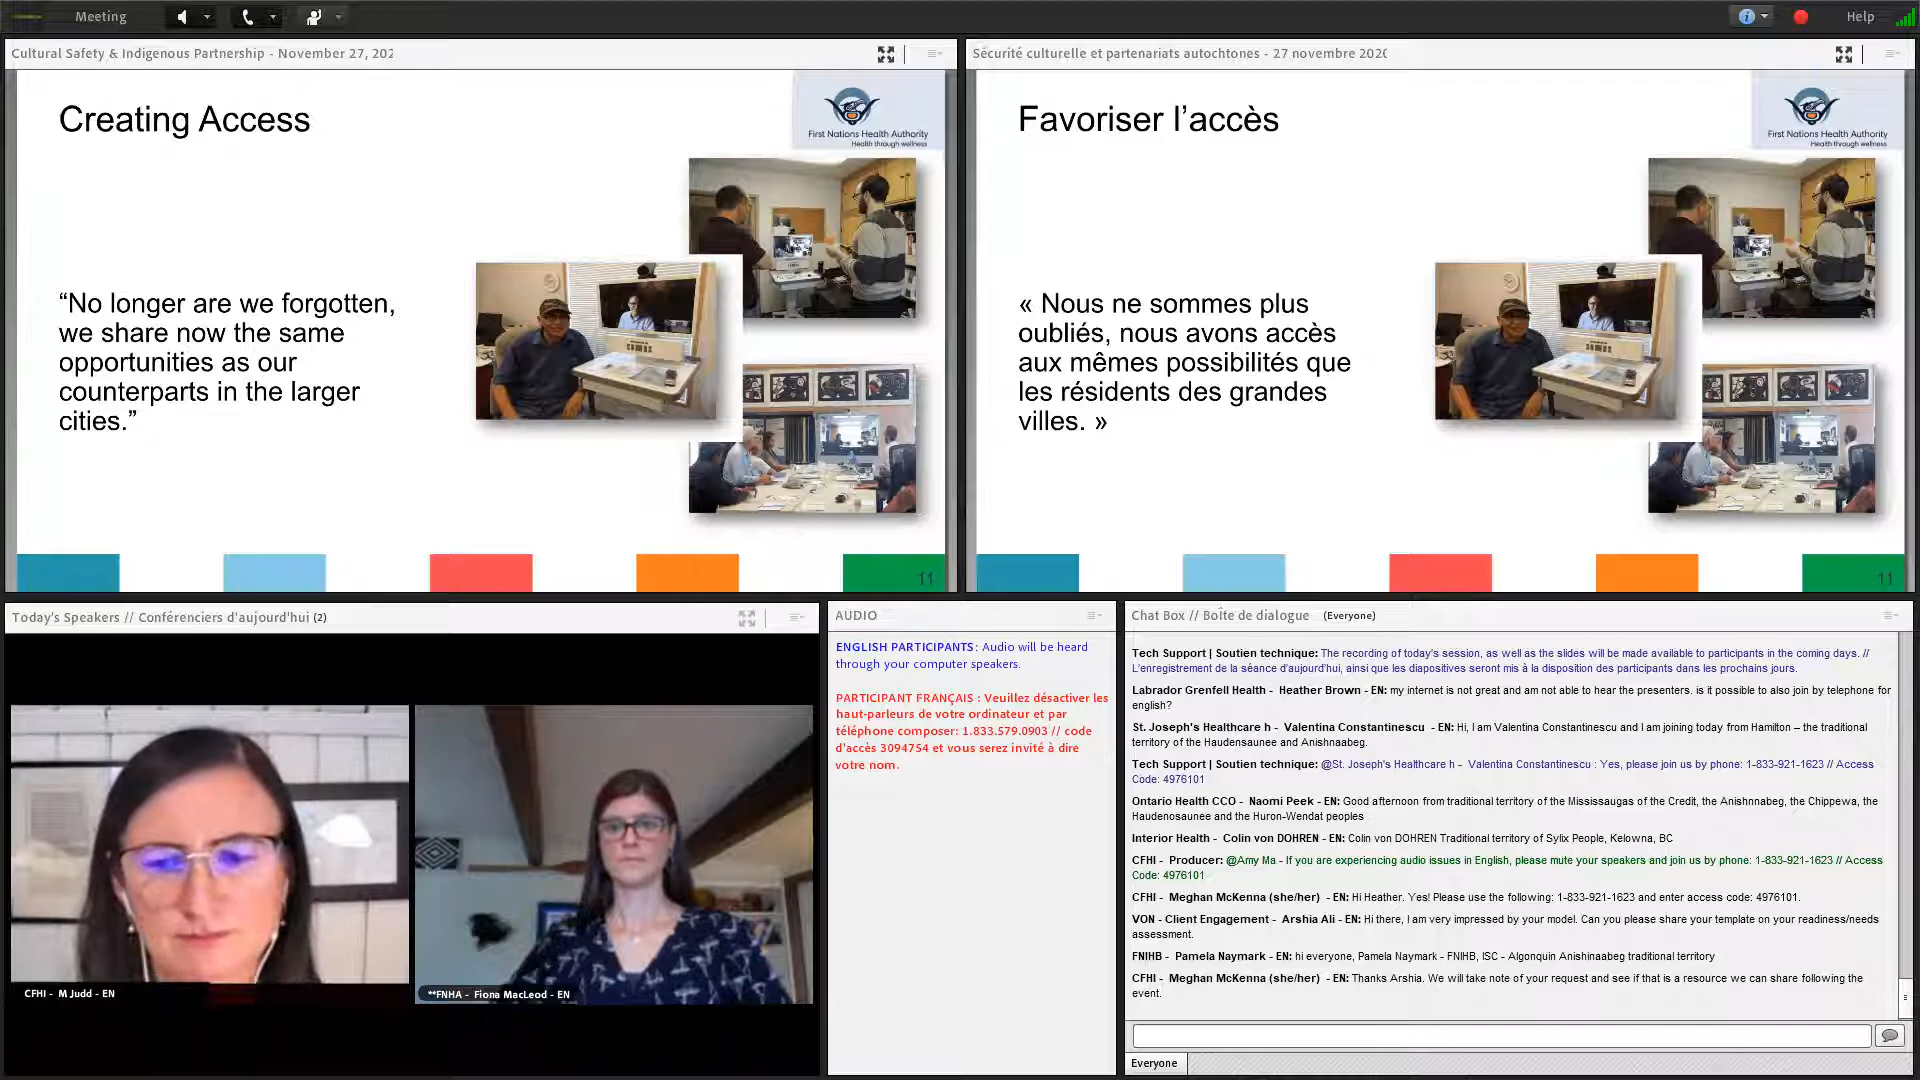 Meeting
Help
Cultural Safety & Indigenous Partnership - November 27, 202
Creating Access
First Nations Health Authority
Health through wellness
“No longer are we forgotten,
we share now the same
opportunities as our
counterparts in the larger
cities.”
11
Sécurité culturelle et partenariats autochtones - 27 novembre 2020
Favoriser l’accès
First Nations Health Authority
Health through wellness
« Nous ne sommes plus
oubliés, nous avons accès
aux mêmes possibilités que
les résidents des grandes
villes. »
11
Today's Speakers // Conférenciers d'aujourd'hui (2)
CFHI - M Judd - EN
**FNHA - Fiona MacLeod - EN
AUDIO
ENGLISH PARTICIPANTS: Audio will be heard
through your computer speakers.
PARTICIPANT FRANÇAIS : Veuillez désactiver les
haut-parleurs de votre ordinateur et par
téléphone composer: 1.833.579.0903 // code
d'accès 3094754 et vous serez invité à dire
votre nom.
Chat Box // Boîte de dialogue (Everyone)
Tech Support | Soutien technique: The recording of today's session, as well as the slides will be made available to participants in the coming days. //
L'enregistrement de la séance d'aujourd'hui, ainsi que les diapositives seront mis à la disposition des participants dans les prochains jours.
Labrador Grenfell Health - Heather Brown - EN: my internet is not great and am not able to hear the presenters. is it possible to also join by telephone for
english?
St. Joseph's Healthcare h - Valentina Constantinescu - EN: Hi, I am Valentina Constantinescu and I am joining today from Hamilton – the traditional
territory of the Haudensaunee and Anishnaabeg.
Tech Support | Soutien technique: @St. Joseph's Healthcare h - Valentina Constantinescu : Yes, please join us by phone: 1-833-921-1623 // Access
Code: 4976101
Ontario Health CCO - Naomi Peek - EN: Good afternoon from traditional territory of the Mississaugas of the Credit, the Anishnnabeg, the Chippewa, the
Haudenosaunee and the Huron-Wendat peoples
Interior Health - Colin von DOHREN - EN: Colin von DOHREN Traditional territory of Sylix People, Kelowna, BC
CFHI - Producer: @Amy Ma - If you are experiencing audio issues in English, please mute your speakers and join us by phone: 1-833-921-1623 // Access
Code: 4976101
CFHI - Meghan McKenna (she/her) - EN: Hi Heather. Yes! Please use the following: 1-833-921-1623 and enter access code: 4976101.
VON - Client Engagement - Arshia Ali - EN: Hi there, I am very impressed by your model. Can you please share your template on your readiness/needs
assessment.
FNIHB - Pamela Naymark - EN: hi everyone, Pamela Naymark - FNIHB, ISC - Algonquin Anishinaabeg traditional territory
CFHI - Meghan McKenna (she/her) - EN: Thanks Arshia. We will take note of your request and see if that is a resource we can share following the
event.
Everyone